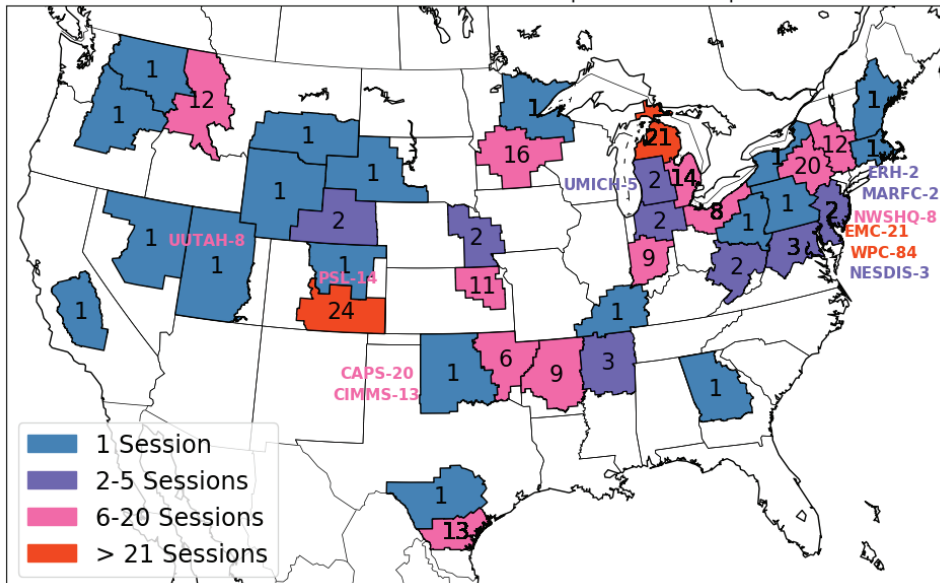 1
12
1
1
1
1
2
1
UUTAH-8
1
1
PSL-14
24
1
1
16
2
11
21
UMICH-5
2
14
2
8
9
1
12
20
1
1
1
1
2
3
2
ERH-2
MARFC-2
NWSHQ-8
EMC-21
WPC-84
NESDIS-3
CAPS-20
CIMMS-13
1
6
9
3
1
1
1
13
1 Session
2-5 Sessions
6-20 Sessions
> 21 Sessions